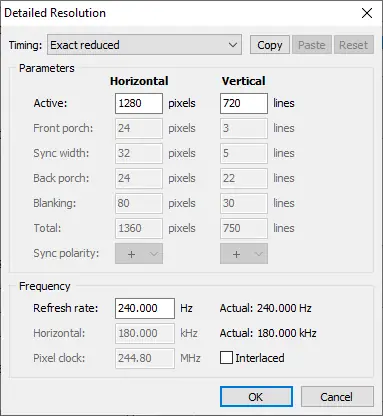 Detailed Resolution
Timing: Exact reduced Copy Paste Reset
Parameters
Horizontal Vertical
Active: 1280 pixels 720 lines
Front porch: 24 pixels 3 lines
Sync width: 32 pixels 5 lines
Back porch: 24 pixels 22 lines
Blanking: 80 pixels 30 lines
Total: 1360 pixels 750 lines
Sync polarity: + +
Frequency
Refresh rate: 240.000 Hz Actual: 240.000 Hz
Horizontal: 180.000 kHz Actual: 180.000 kHz
Pixel clock: 244.80 MHz Interlaced
OK Cancel